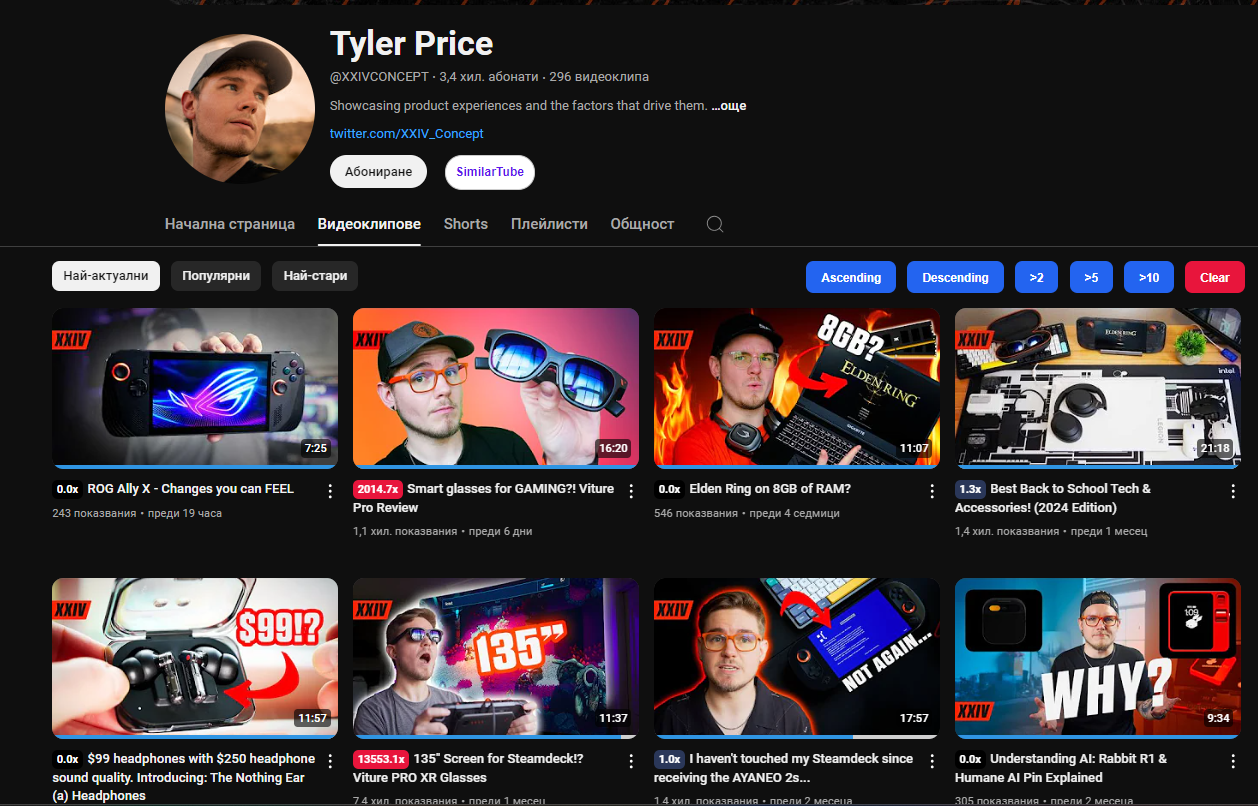 Tyler Price
@XXIVCONCEPT · 3,4 хил. абонати · 296 видеоклипа
Showcasing product experiences and the factors that drive them. ...още
twitter.com/XXIV_Concept
Абониране
SimilarTube
Начална страница
Видеоклипове
Shorts
Плейлисти
Общност
Най-актуални
Популярни
Най-стари
Ascending
Descending
>2
>5
>10
Clear
XXIV
7:25
XXIV
16:20
XXIV
8GB?
ELDEN RING
11:07
XXIV
ELDEN RING
intel
LEGION
21:18
0.0x ROG Ally X - Changes you can FEEL
243 показвания • преди 19 часа
2014.7x Smart glasses for GAMING?! Viture
Pro Review
1,1 хил. показвания • преди 6 дни
0.0x Elden Ring on 8GB of RAM?
546 показвания • преди 4 седмици
1.3x Best Back to School Tech &
Accessories! (2024 Edition)
1,4 хил. показвания • преди 1 месец
XXIV
$99!?
11:57
XXIV
135"
11:37
XXIV
NOT AGAIN...
17:57
XXIV
WHY?
109
9:34
0.0x $99 headphones with $250 headphone
sound quality. Introducing: The Nothing Ear
(a) Headphones
13553.1x 135" Screen for Steamdeck!?
Viture PRO XR Glasses
7,4 хил. показвания • преди 1 месец
1.0x I haven't touched my Steamdeck since
receiving the AYANEO 2s...
1,4 хил. показвания • преди 2 месеца
0.0x Understanding AI: Rabbit R1 &
Humane AI Pin Explained
305 показвания • преди 2 месеца